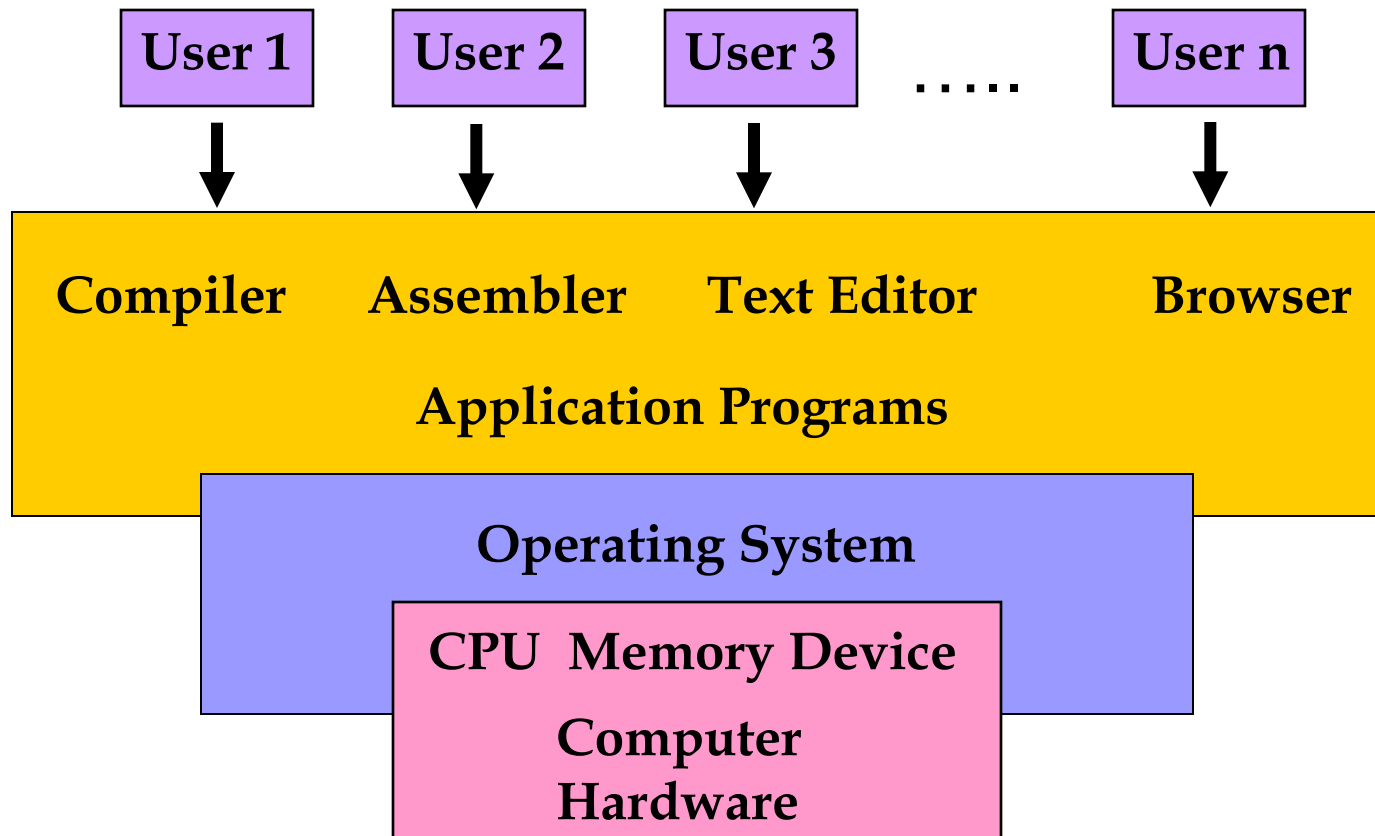 User 1 User 2 User 3 ..... User n
Compiler Assembler Text Editor Browser
Application Programs
Operating System
CPU Memory Device
Computer
Hardware